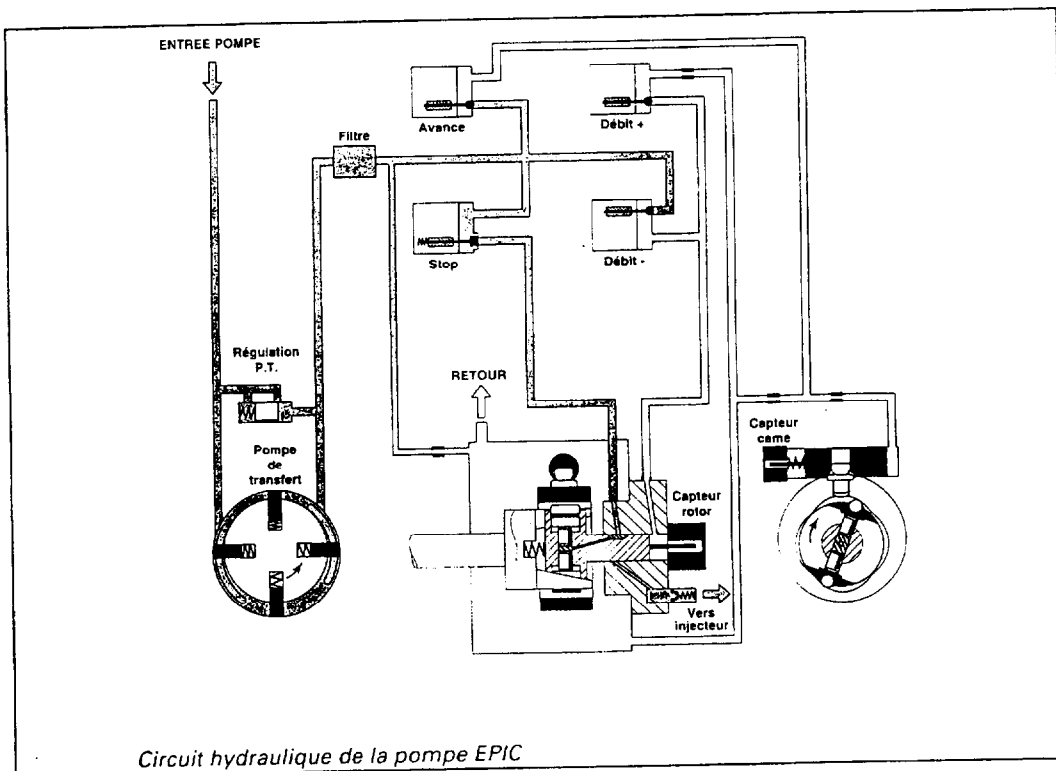 ENTREE POMPE
Avance
Débit +
Filtre
Stop
Débit -
Régulation
P.T.
RETOUR
Pompe
de
transfert
Capteur
came
Capteur
rotor
Vers
injecteur
Circuit hydraulique de la pompe EPIC